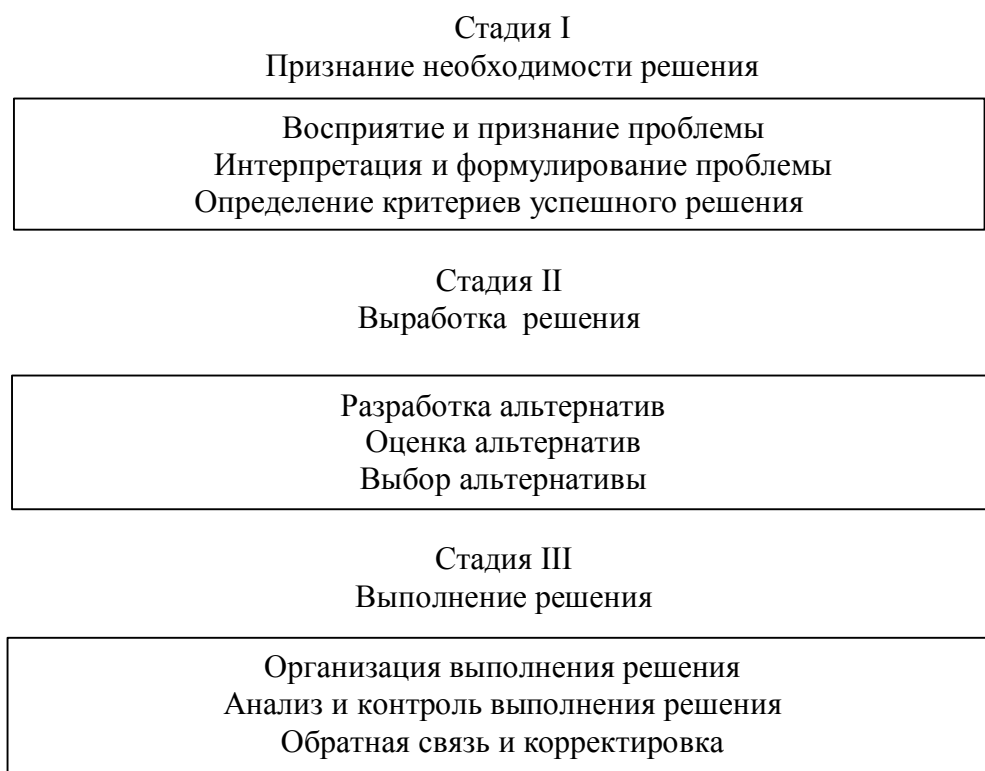 Стадия I
Признание необходимости решения
Восприятие и признание проблемы
Интерпретация и формулирование проблемы
Определение критериев успешного решения
Стадия II
Выработка решения
Разработка альтернатив
Оценка альтернатив
Выбор альтернативы
Стадия III
Выполнение решения
Организация выполнения решения
Анализ и контроль выполнения решения
Обратная связь и корректировка